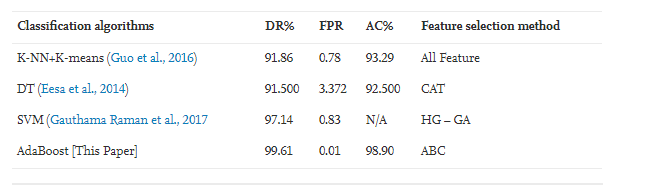 Classification algorithms DR% FPR AC% Feature selection method
K-NN+K-means (Guo et al., 2016) 91.86 0.78 93.29 All Feature
DT (Eesa et al., 2014) 91.500 3.372 92.500 CAT
SVM (Gauthama Raman et al., 2017 97.14 0.83 N/A HG – GA
AdaBoost [This Paper] 99.61 0.01 98.90 ABC